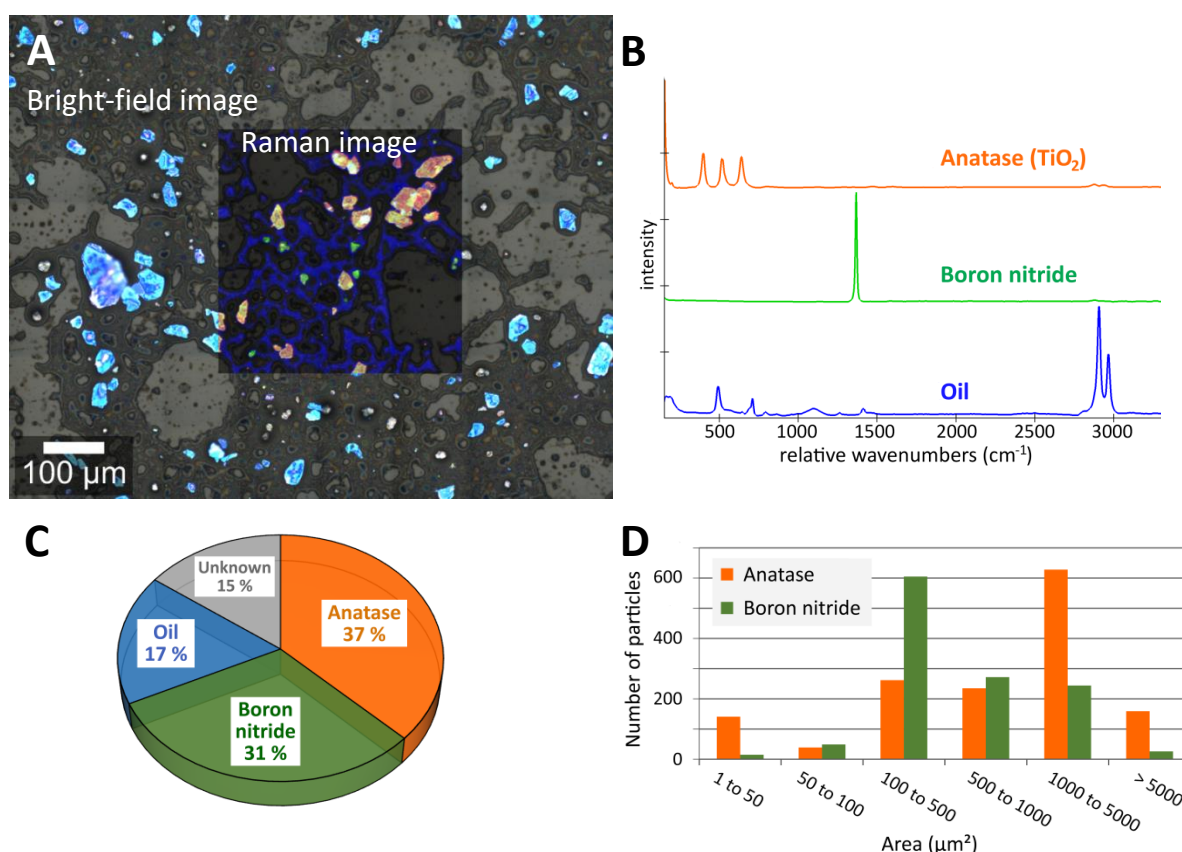 A
Bright-field image
Raman image
100 µm
B
Anatase (TiO₂)
Boron nitride
Oil
intensity
500 1000 1500 2000 2500 3000
relative wavenumbers (cm⁻¹)
C
Unknown
15 %
Anatase
37 %
Oil
17 %
Boron
nitride
31 %
D
Anatase
Boron nitride
Number of particles
600
400
200
0
1 to 50
50 to 100
100 to 500
500 to 1000
1000 to 5000
> 5000
Area (µm²)